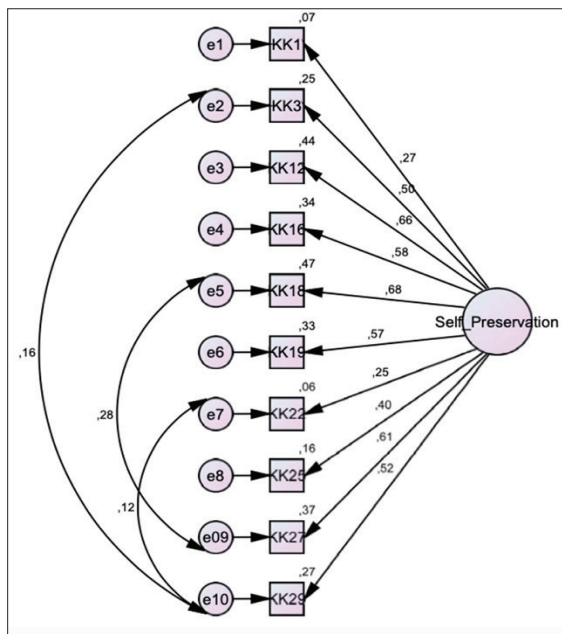 ,07
e1 KK1
,25
e2 KK3
,27
,44
,50
e3 KK12
,66
,34
e4 KK16
,58
,47
e5 KK18
,68
Self_Preservation
,33
e6 KK19
,57
,16
,06
,25
e7 KK22
,40
,28
,16
,61
e8 KK25
,52
,12
,37
e09 KK27
,27
e10 KK29